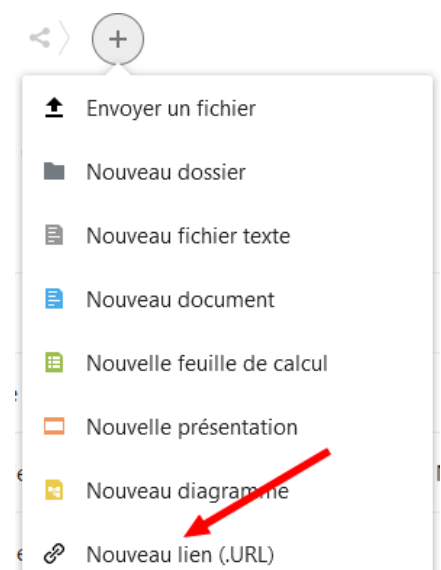 Envoyer un fichier
Nouveau dossier
Nouveau fichier texte
Nouveau document
Nouvelle feuille de calcul
Nouvelle présentation
Nouveau diagramme
Nouveau lien (.URL)